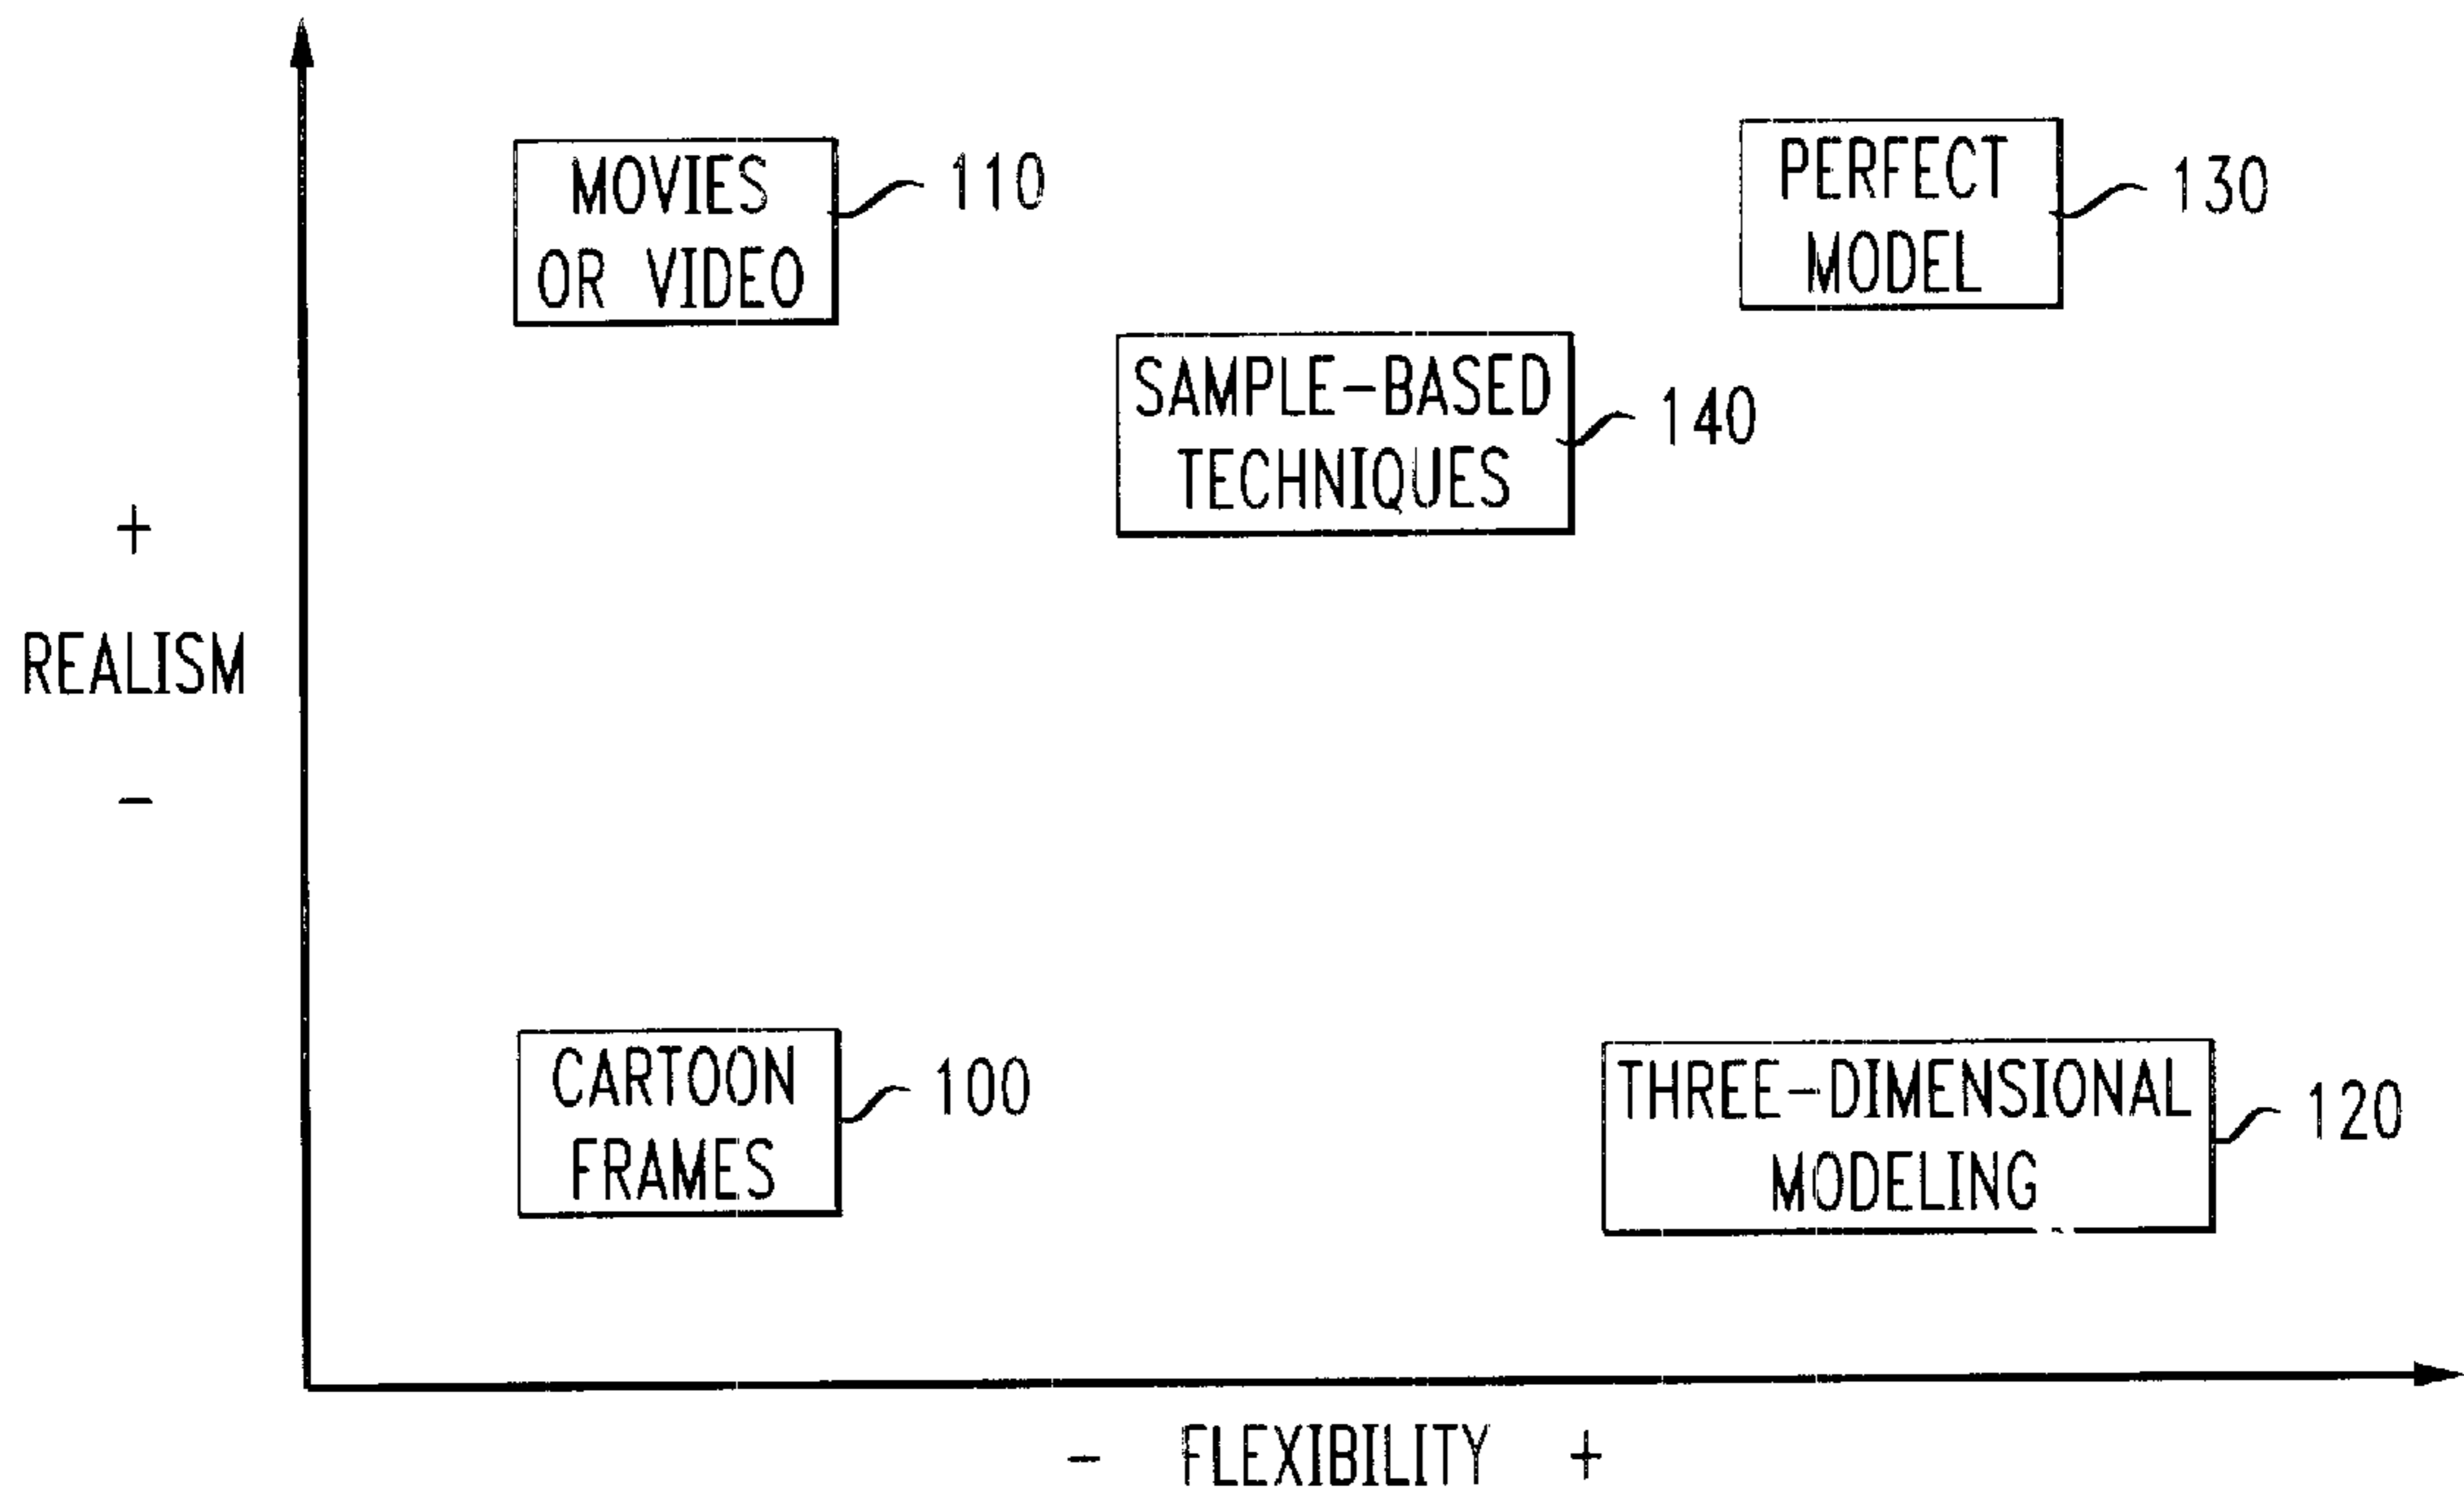 MOVIES
OR VIDEO
110
PERFECT
MODEL
130
SAMPLE-BASED
TECHNIQUES
140
+
REALISM
-
CARTOON
FRAMES
100
THREE-DIMENSIONAL
MODELING
120
- FLEXIBILITY +